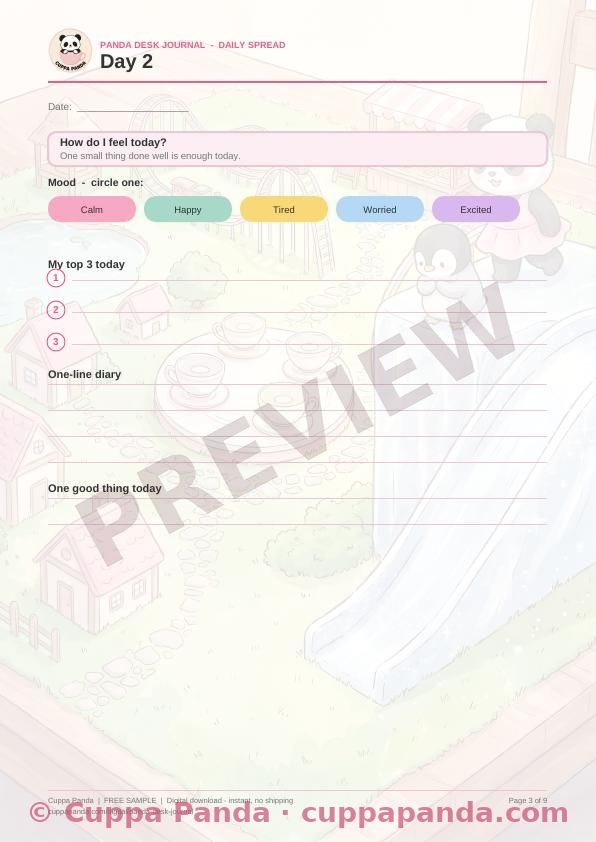 CUPPA PANDA
PANDA DESK JOURNAL - DAILY SPREAD
Day 2
Date:
How do I feel today?
One small thing done well is enough today.
Mood - circle one:
Calm Happy Tired Worried Excited
My top 3 today
1
2
3
One-line diary
One good thing today
PREVIEW
Cuppa Panda | FREE SAMPLE | Digital download - instant, no shipping Page 3 of 9
© Cuppa Panda · cuppapanda.com